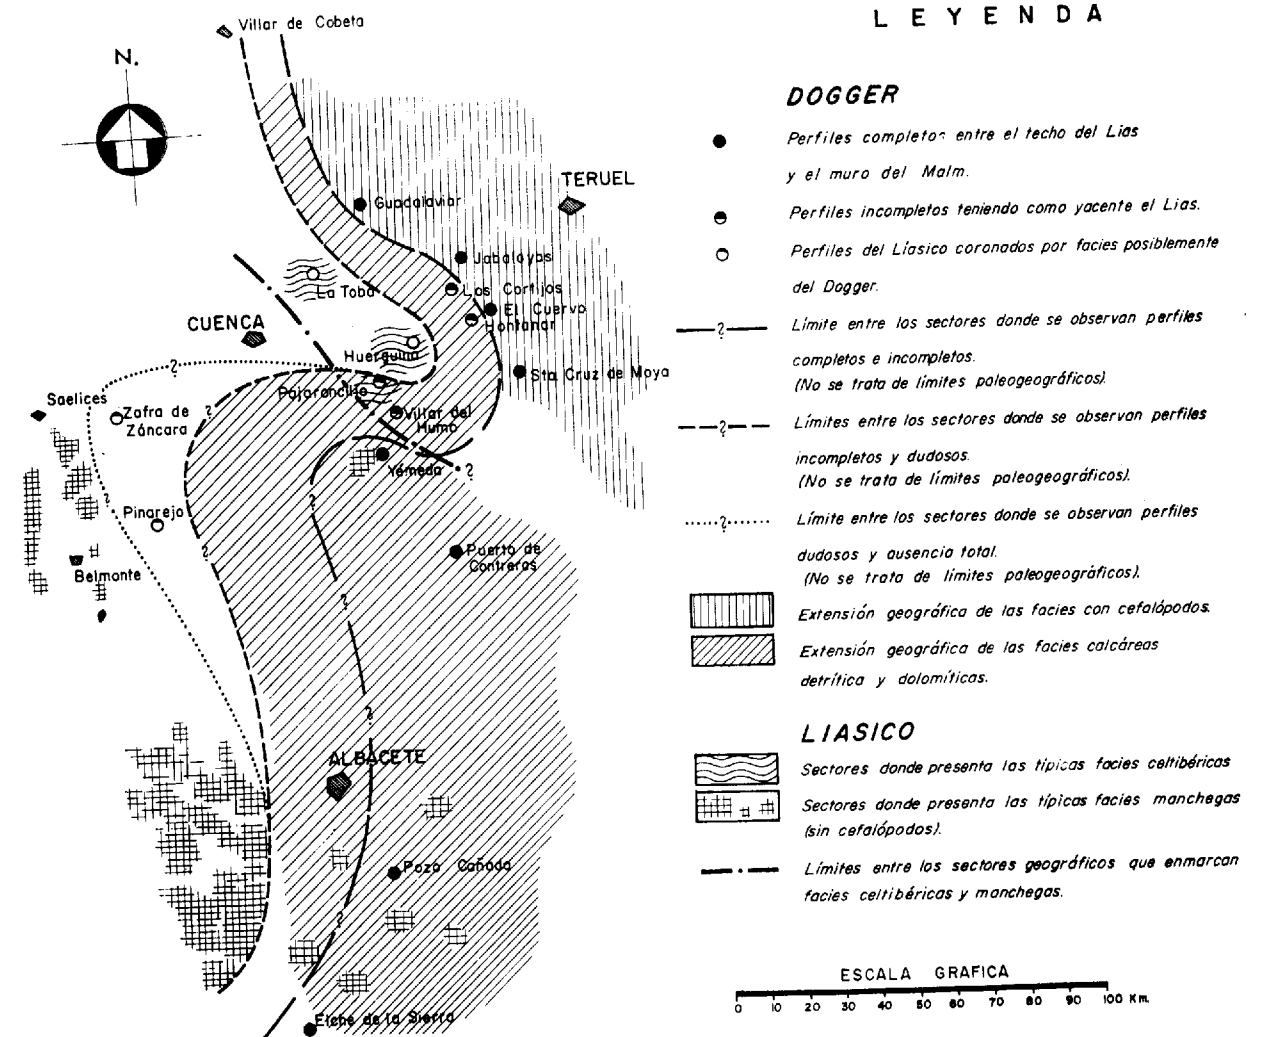 Villar de Cobeta
N.
TERUEL
Guadalaviar
Jabaloyas
La Toba
Los Cortijos
El Cuervo
Hontanar
CUENCA
Huerguina
Sta Cruz de Moya
Pajaroncillo
Saelices
Zafra de
Záncara
Villar del
Humo
Yémeda
Pinarejo
Puerto de
Contreras
Belmonte
ALBACETE
Pozo Cañada
Elche de la Sierra
LEYENDA
DOGGER
Perfiles completos entre el techo del Lias
y el muro del Malm.
Perfiles incompletos teniendo como yacente el Lias.
Perfiles del Líasico coronados por facies posiblemente
del Dogger.
?
Límite entre los sectores donde se observan perfiles
completos e incompletos.
(No se trata de límites paleogeográficos).
?
Límites entre los sectores donde se observan perfiles
incompletos y dudosos.
(No se trata de límites paleogeográficos).
?
Límite entre los sectores donde se observan perfiles
dudosos y ausencia total.
(No se trata de límites paleogeográficos).
Extensión geográfica de las facies con cefalópodos.
Extensión geográfica de las facies calcáreas
detrítica y dolomíticas.
LIASICO
Sectores donde presenta las típicas facies celtibéricas
Sectores donde presenta las típicas facies manchegas
(sin cefalópodos).
Límites entre los sectores geográficos que enmarcan
facies celtibéricas y manchegas.
ESCALA GRAFICA
0 10 20 30 40 50 60 70 80 90 100 Km.